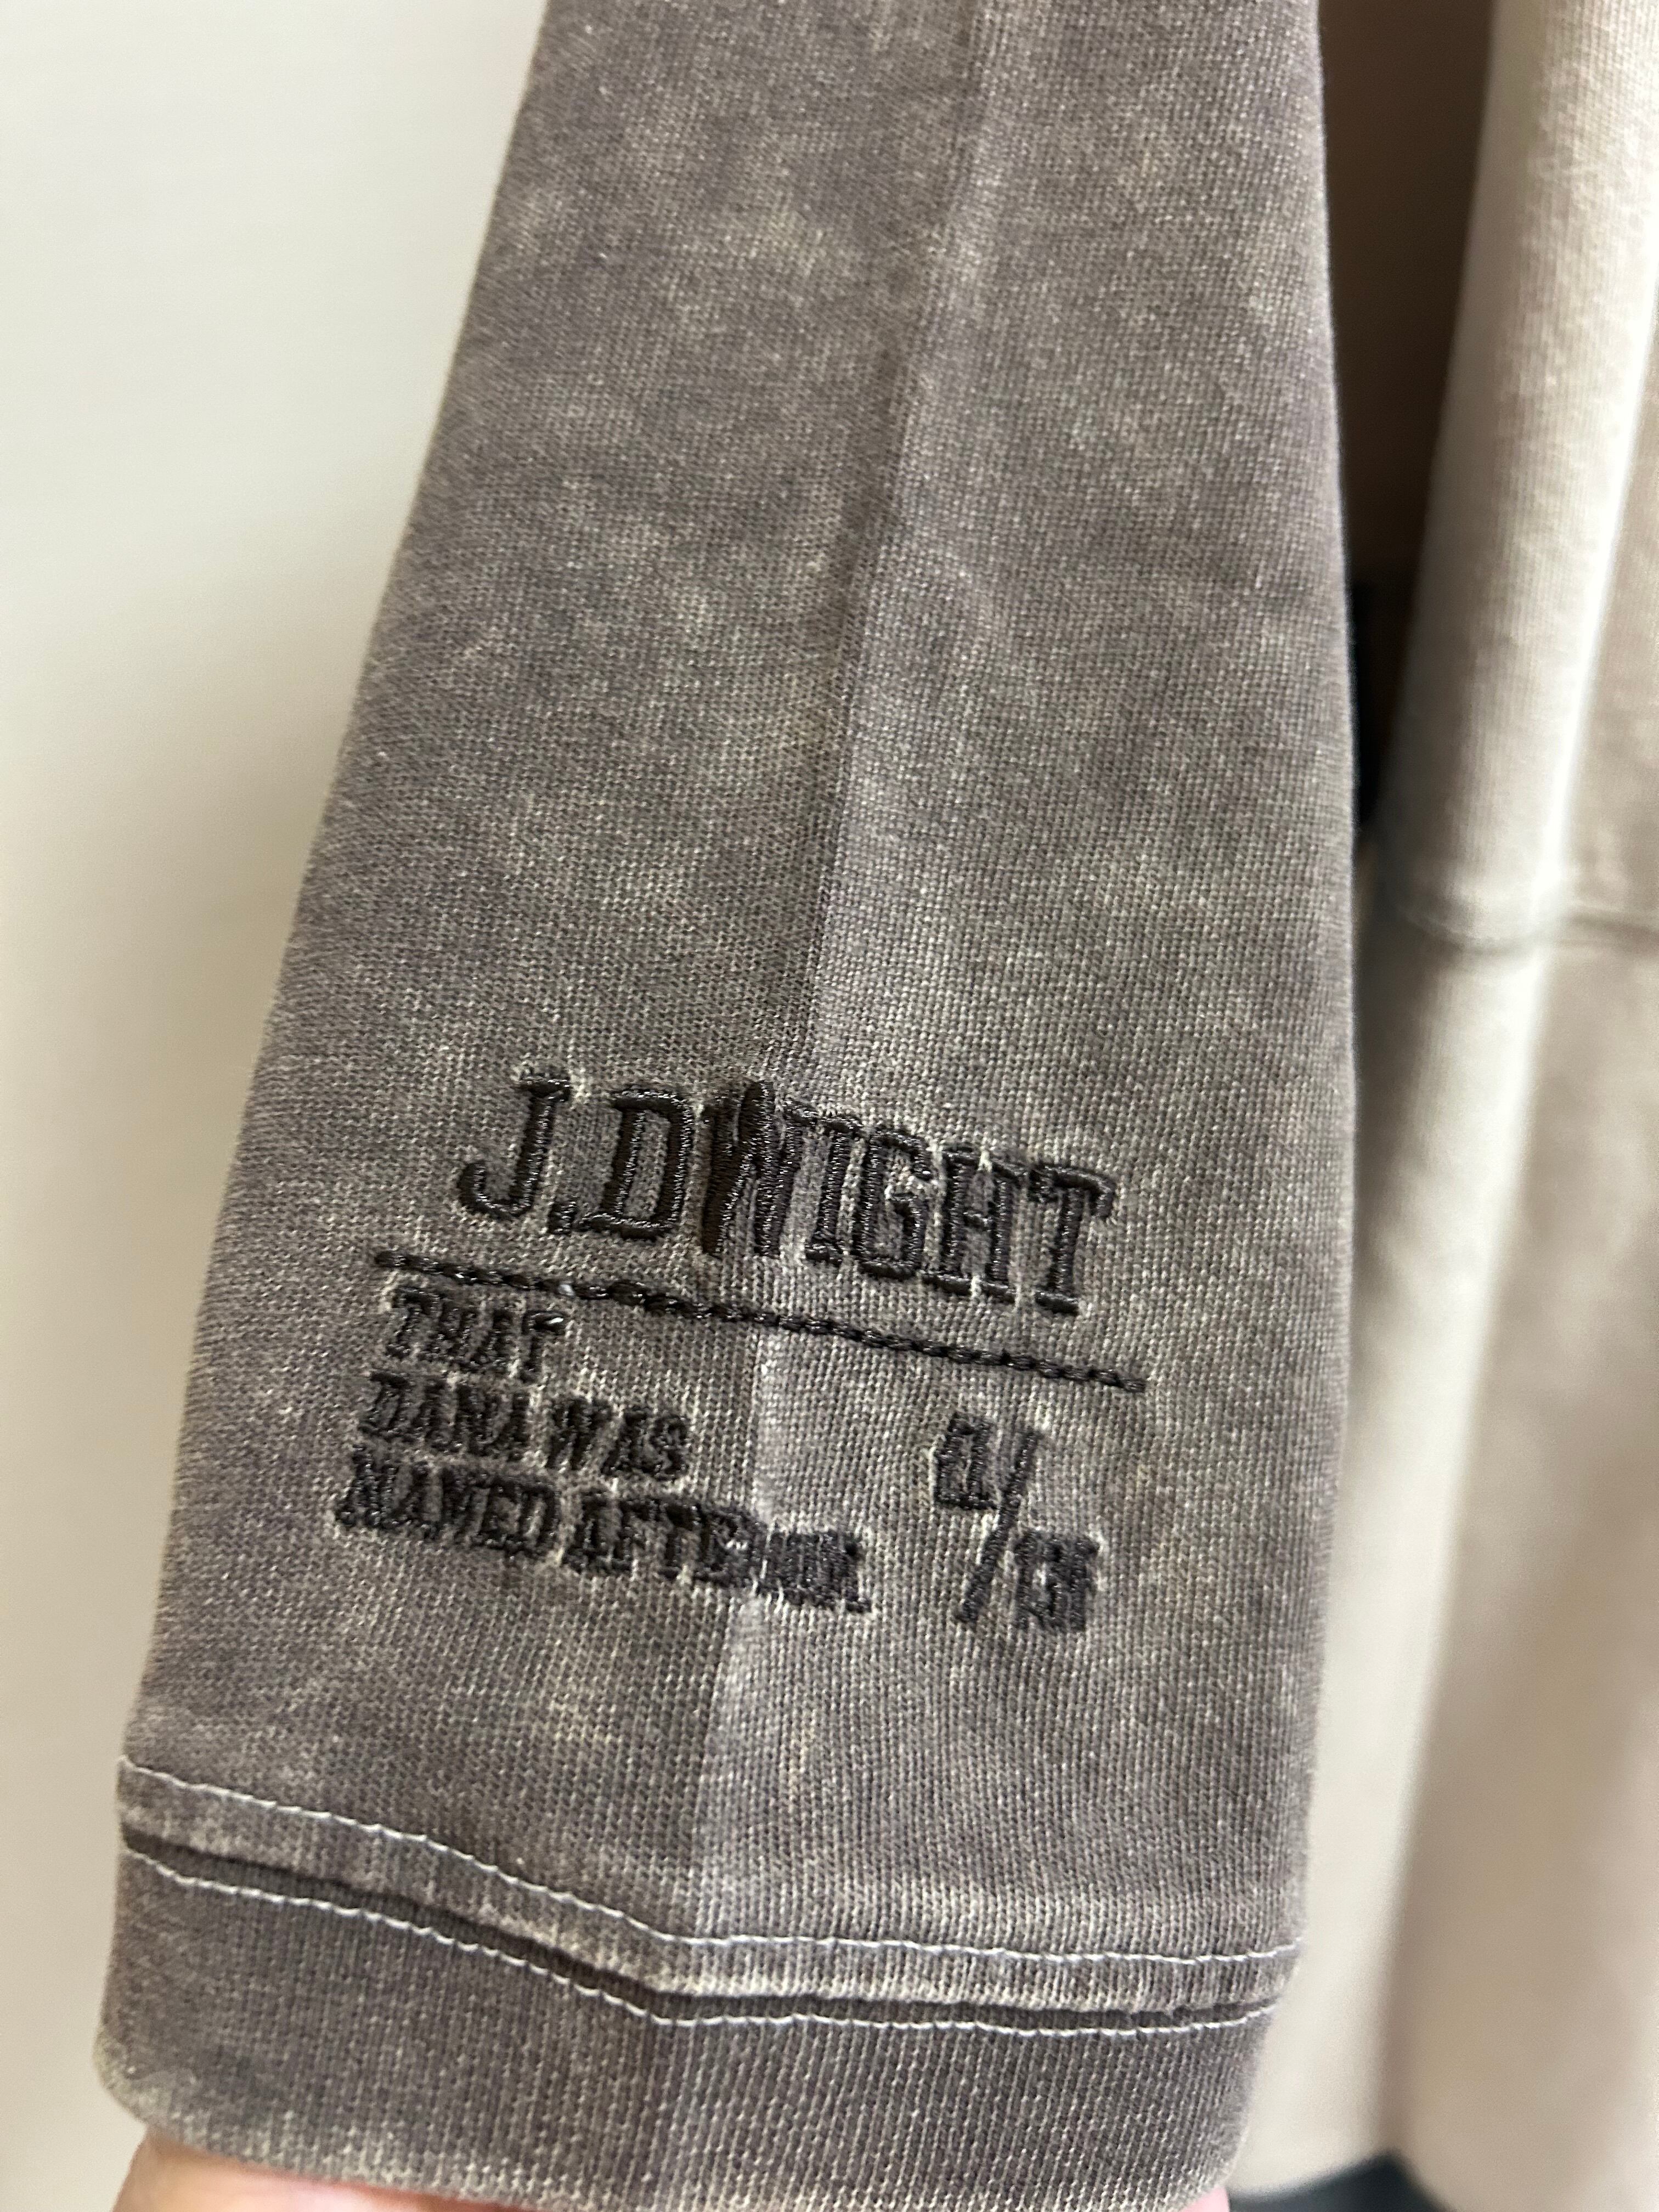 J.DWIGHT
THAT
DANA WAS
NAMED AFTER HIM